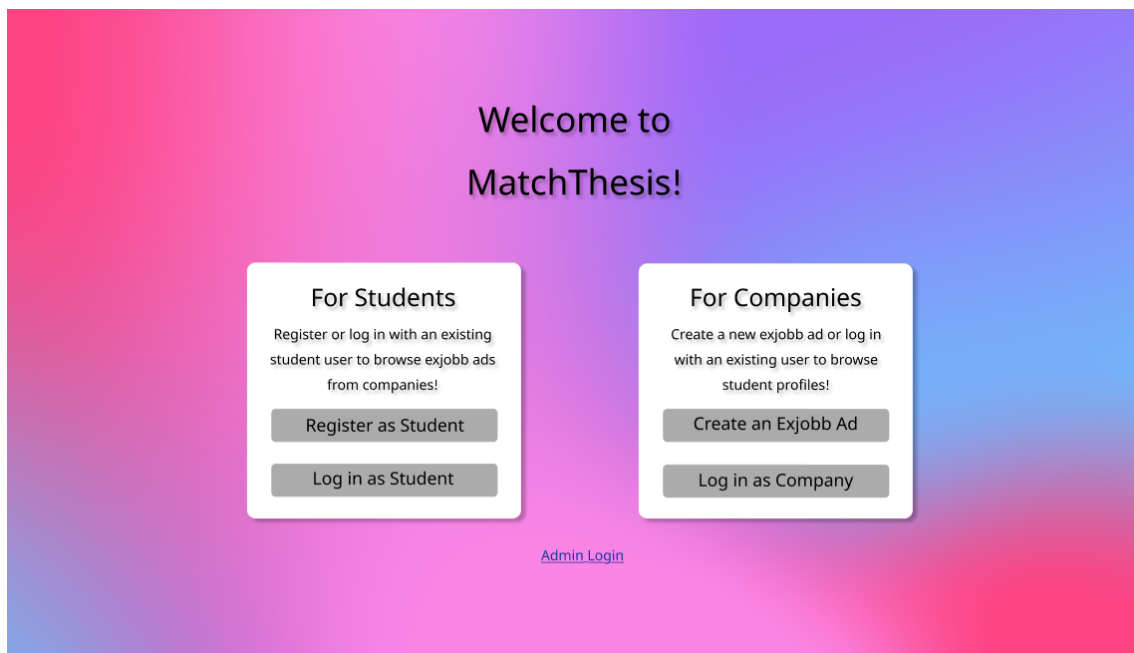 Welcome to
MatchThesis!
For Students
Register or log in with an existing
student user to browse exjobb ads
from companies!
Register as Student
Log in as Student
For Companies
Create a new exjobb ad or log in
with an existing user to browse
student profiles!
Create an Exjobb Ad
Log in as Company
Admin Login